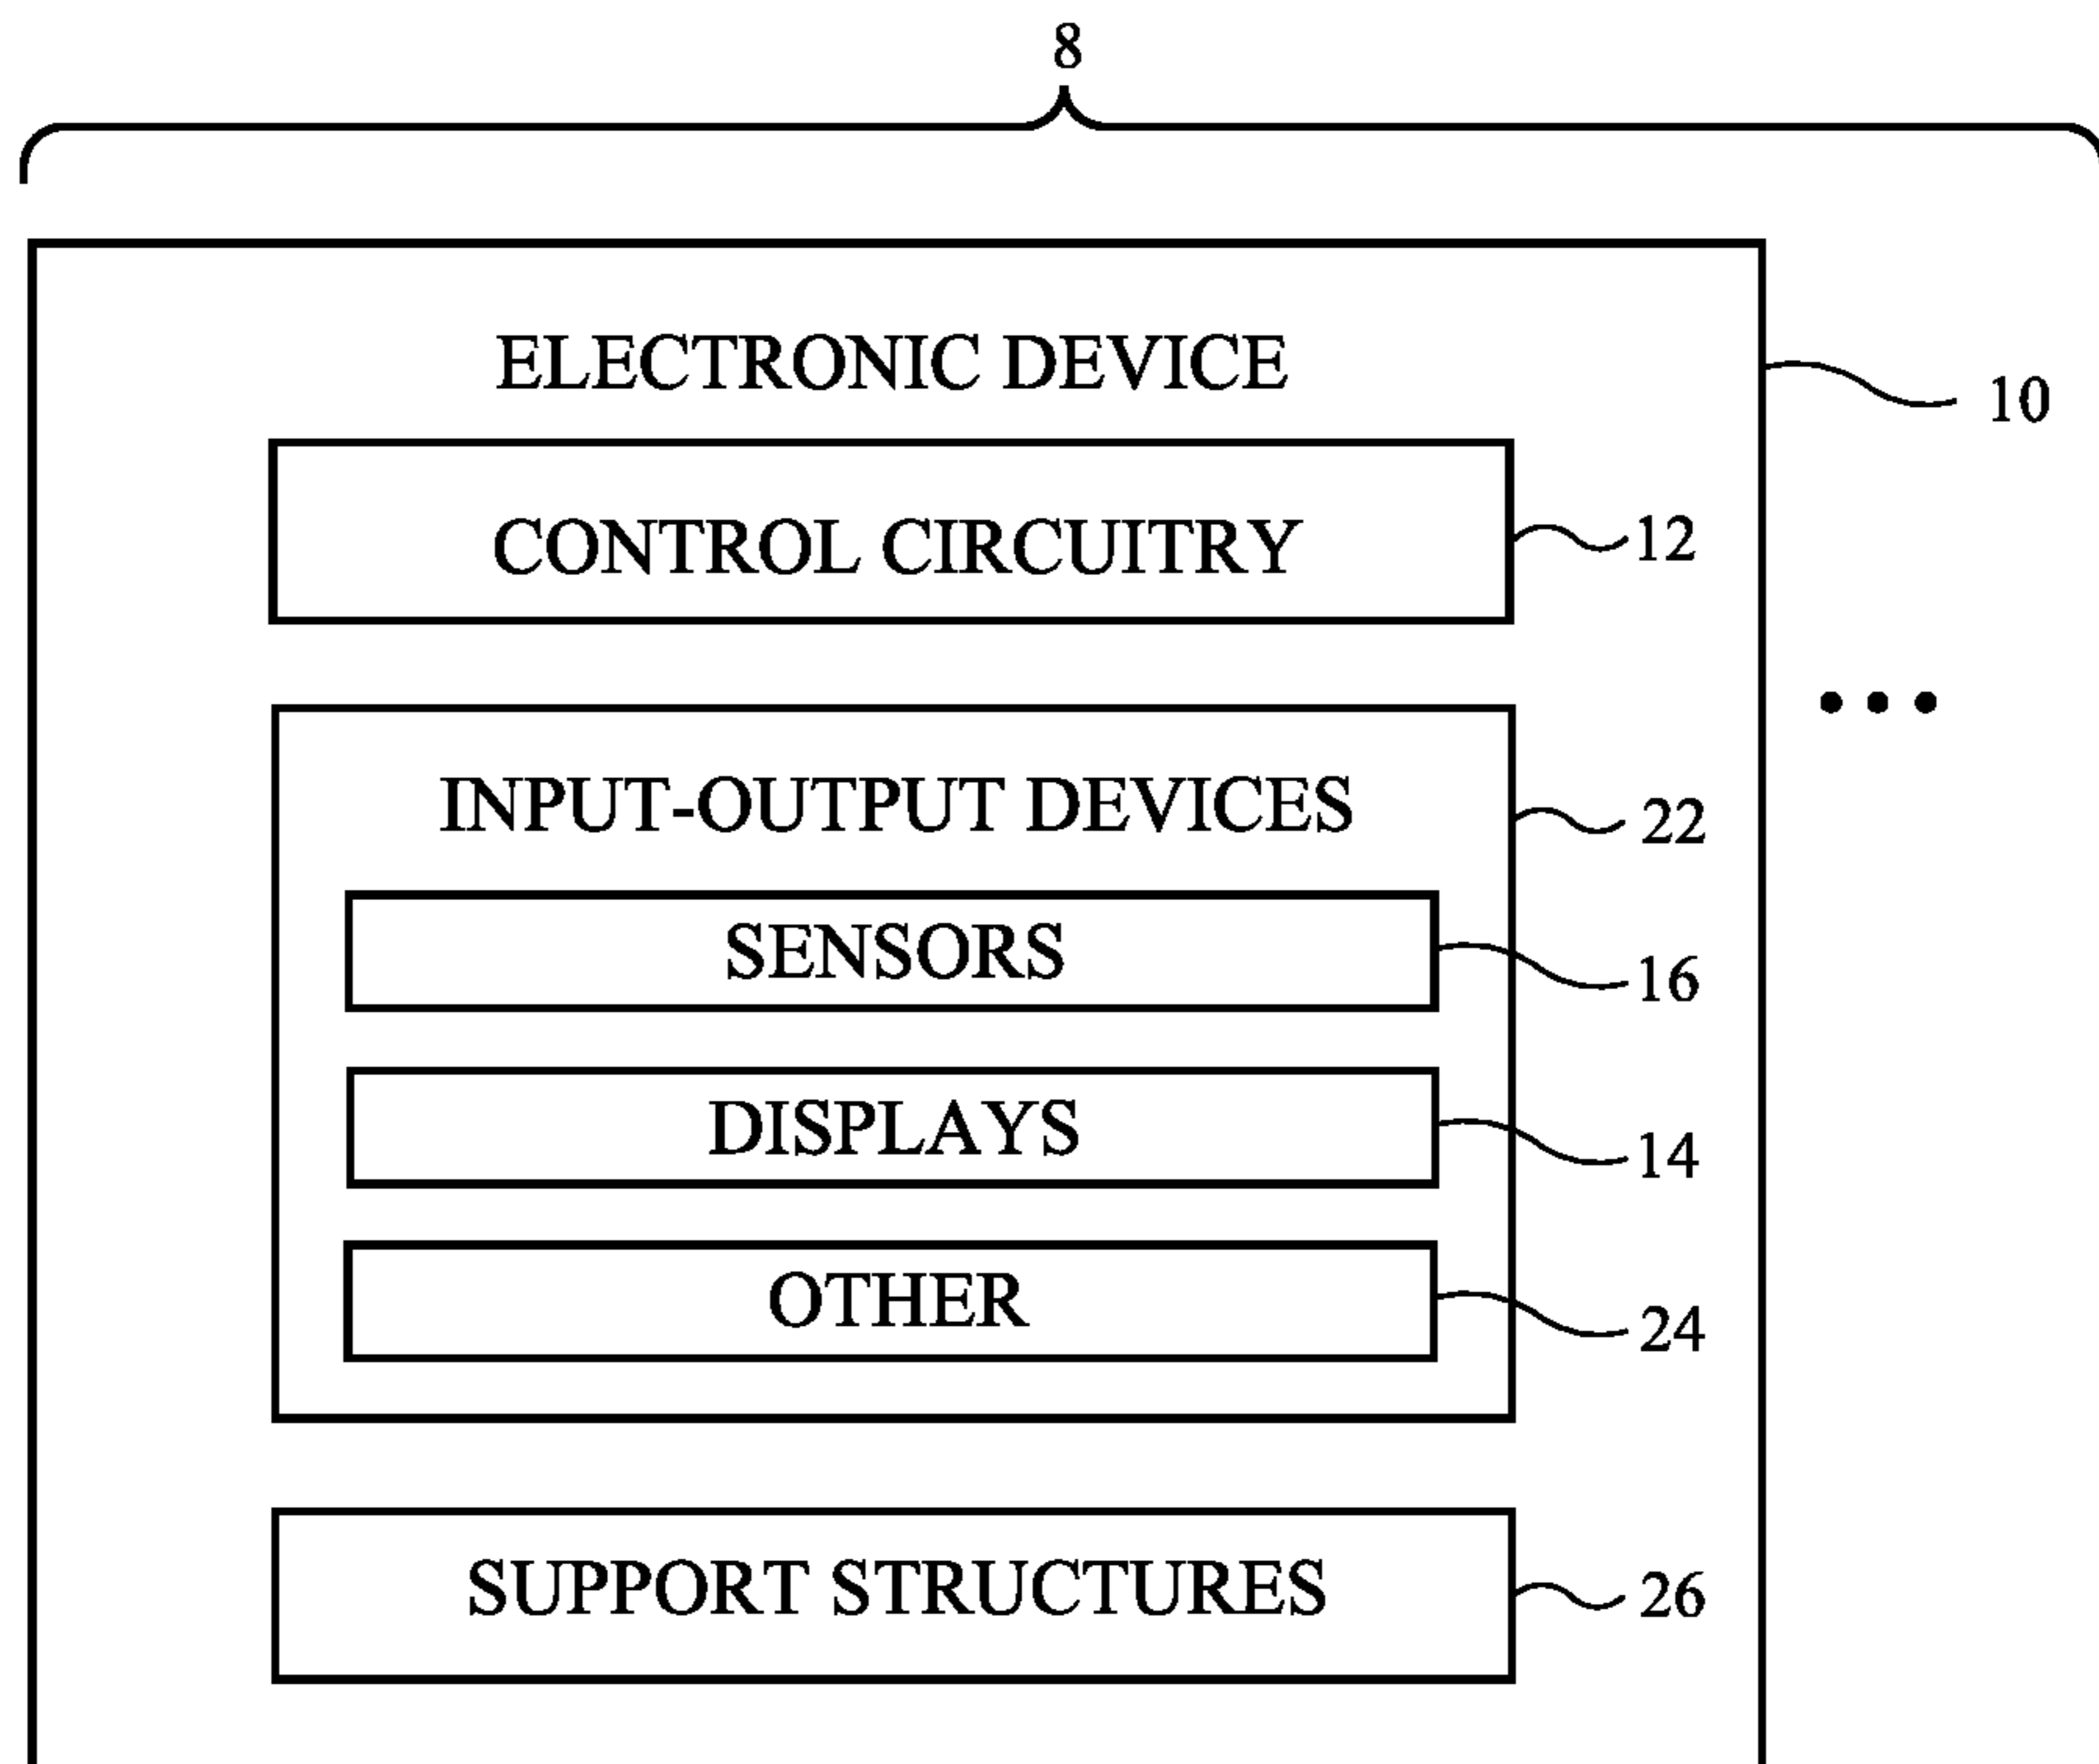 8
ELECTRONIC DEVICE
10
CONTROL CIRCUITRY
12
INPUT-OUTPUT DEVICES
22
SENSORS
16
DISPLAYS
14
OTHER
24
SUPPORT STRUCTURES
26